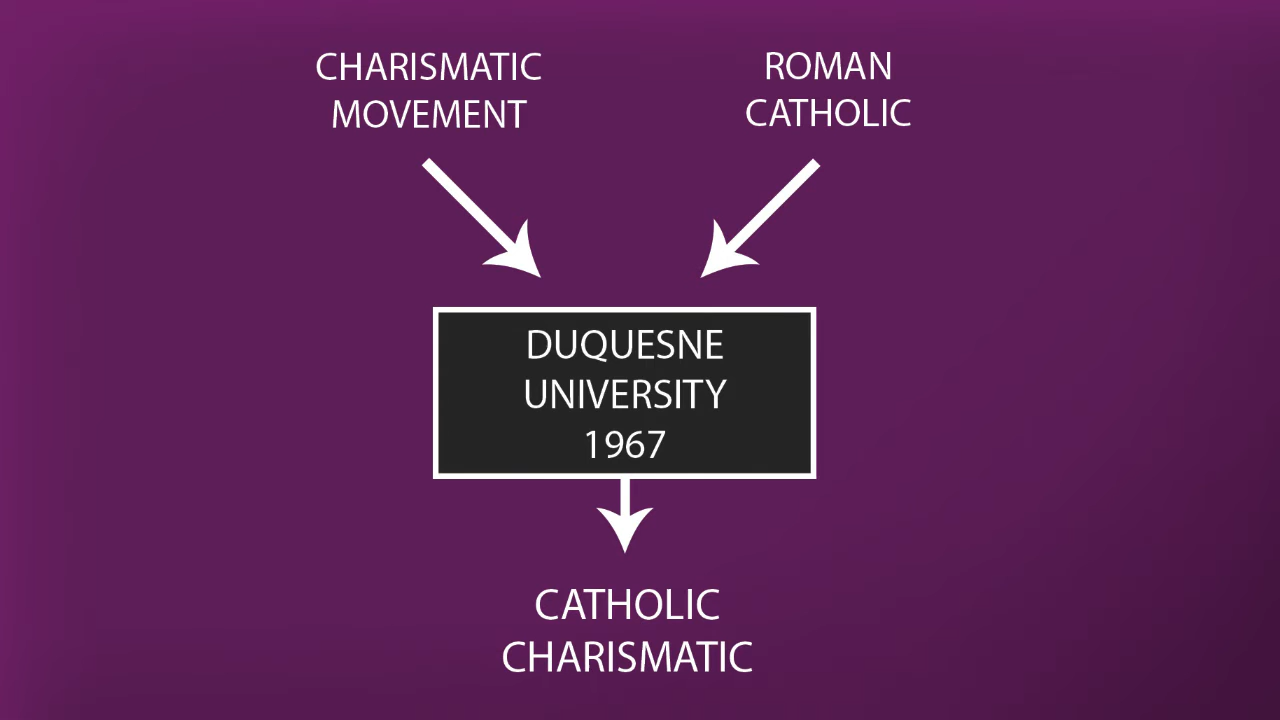 CHARISMATIC
MOVEMENT
ROMAN
CATHOLIC
DUQUESNE
UNIVERSITY
1967
CATHOLIC
CHARISMATIC